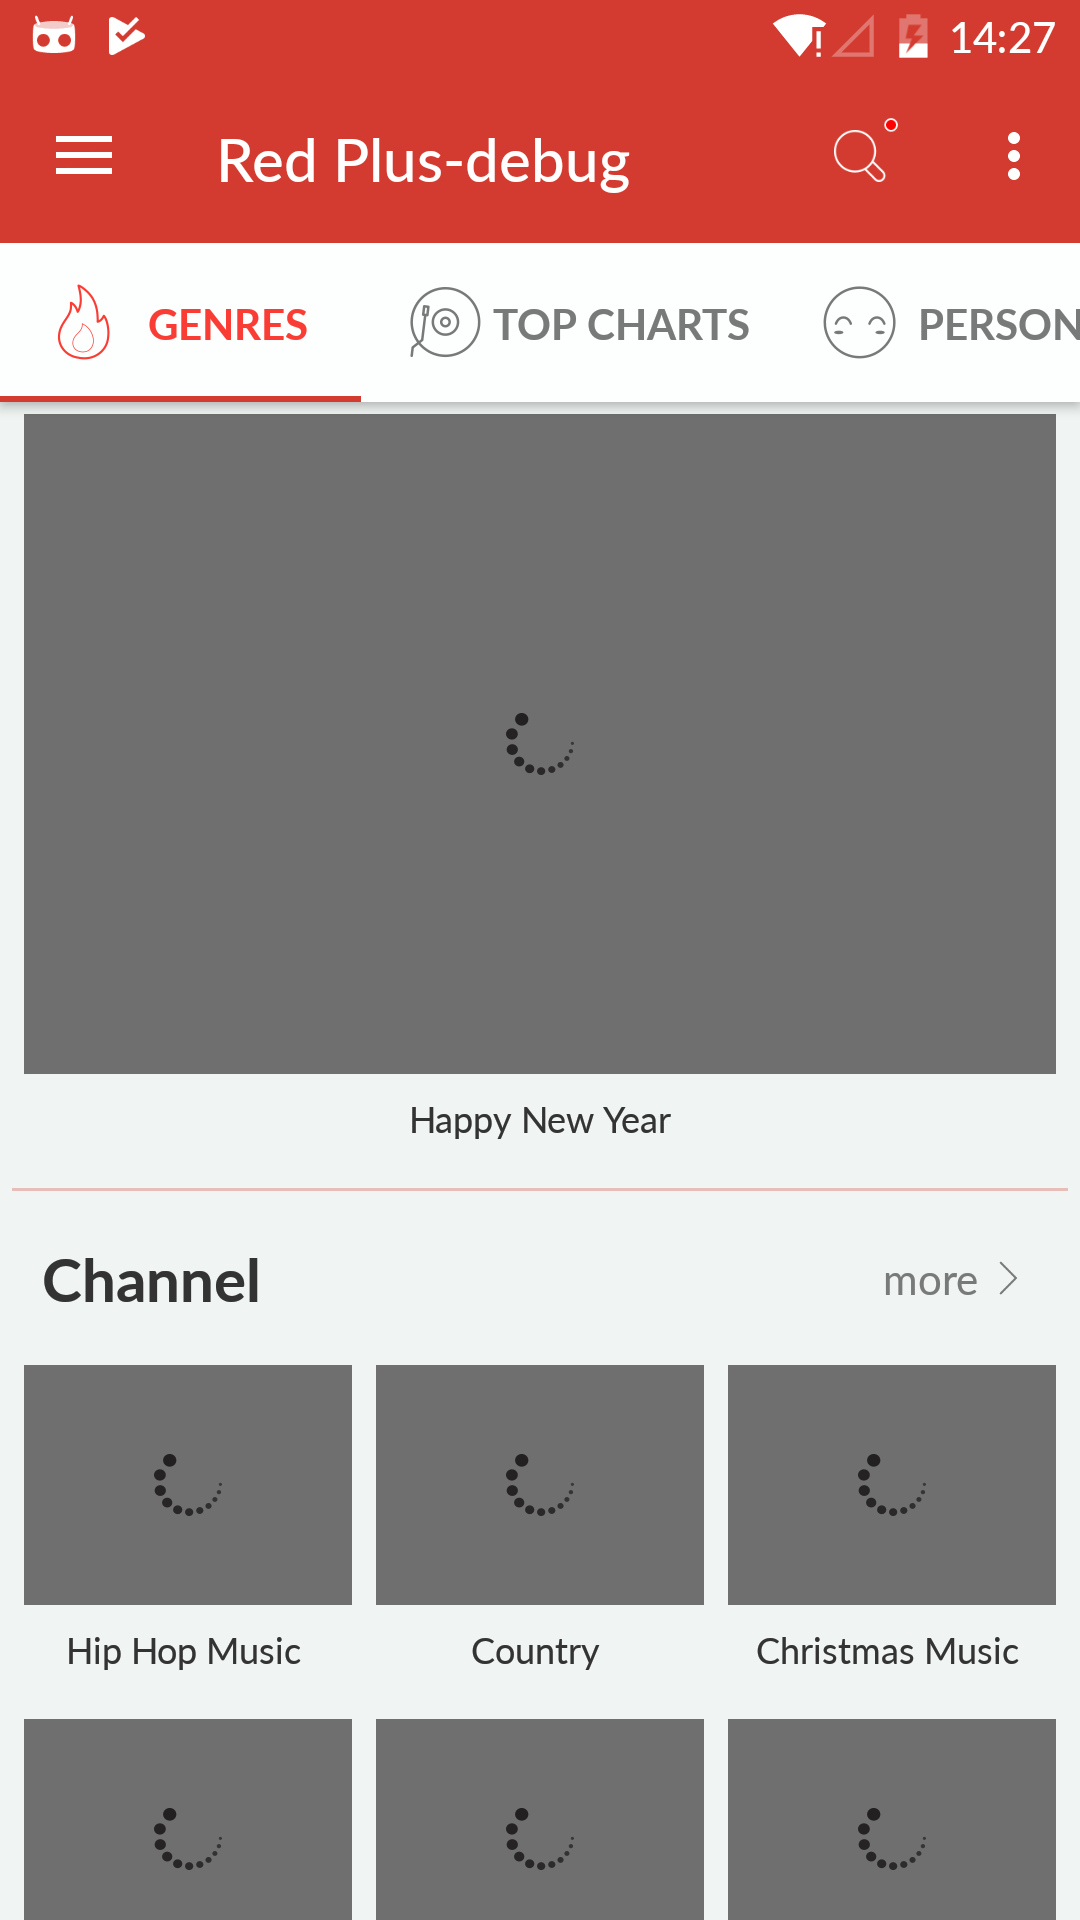 14:27
Red Plus-debug
GENRES TOP CHARTS PERSON
Happy New Year
Channel more
Hip Hop Music Country Christmas Music